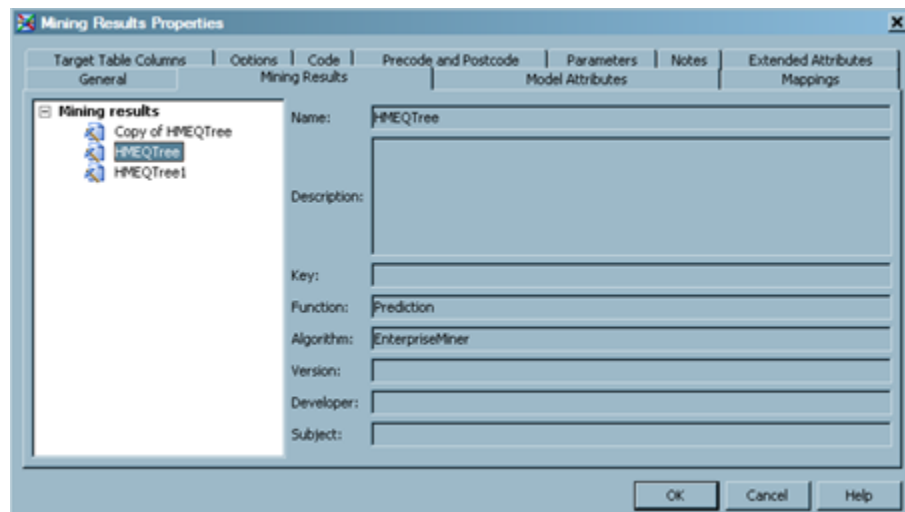 Mining Results Properties
Target Table Columns Options Code Precode and Postcode Parameters Notes Extended Attributes
General Mining Results Model Attributes Mappings
Mining results
Copy of HMEQTree
HMEQTree
HMEQTree1
Name: HMEQTree
Description:
Key:
Function: Prediction
Algorithm: EnterpriseMiner
Version:
Developer:
Subject:
OK Cancel Help